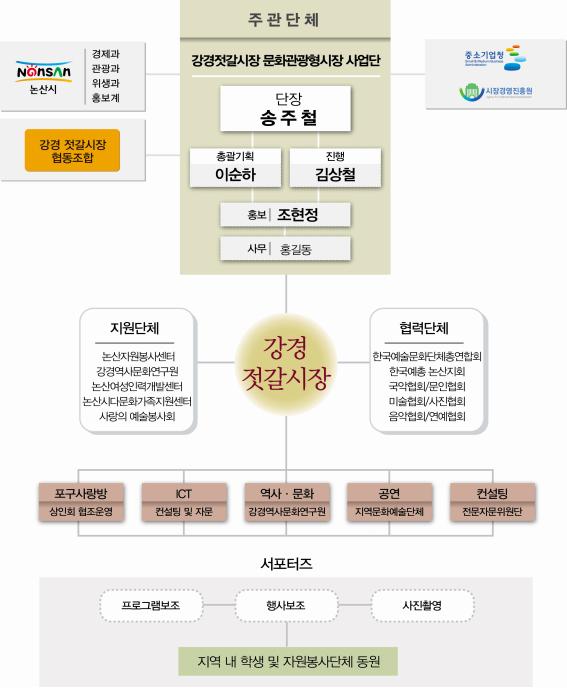 주관단체
강경젓갈시장 문화관광형시장 사업단
단장
송주철
총괄기획
이순하
진행
김상철
홍보 | 조현정
사무 | 홍길동
NONSAN
논산시
경제과
관광과
위생과
홍보계
강경 젓갈시장
협동조합
중소기업청
시장경영진흥원
지원단체
논산자원봉사센터
강경역사문화연구원
논산여성인력개발센터
논산시다문화가족지원센터
사랑의 예술봉사회
강경
젓갈시장
협력단체
한국예술문화단체총연합회
한국예총 논산지회
국악협회/문인협회
미술협회/사진협회
음악협회/연예협회
포구사랑방
상인회 협조운영
ICT
컨설팅 및 자문
역사 · 문화
강경역사문화연구원
공연
지역문화예술단체
컨설팅
전문자문위원단
서포터즈
프로그램보조
행사보조
사진촬영
지역 내 학생 및 자원봉사단체 동원